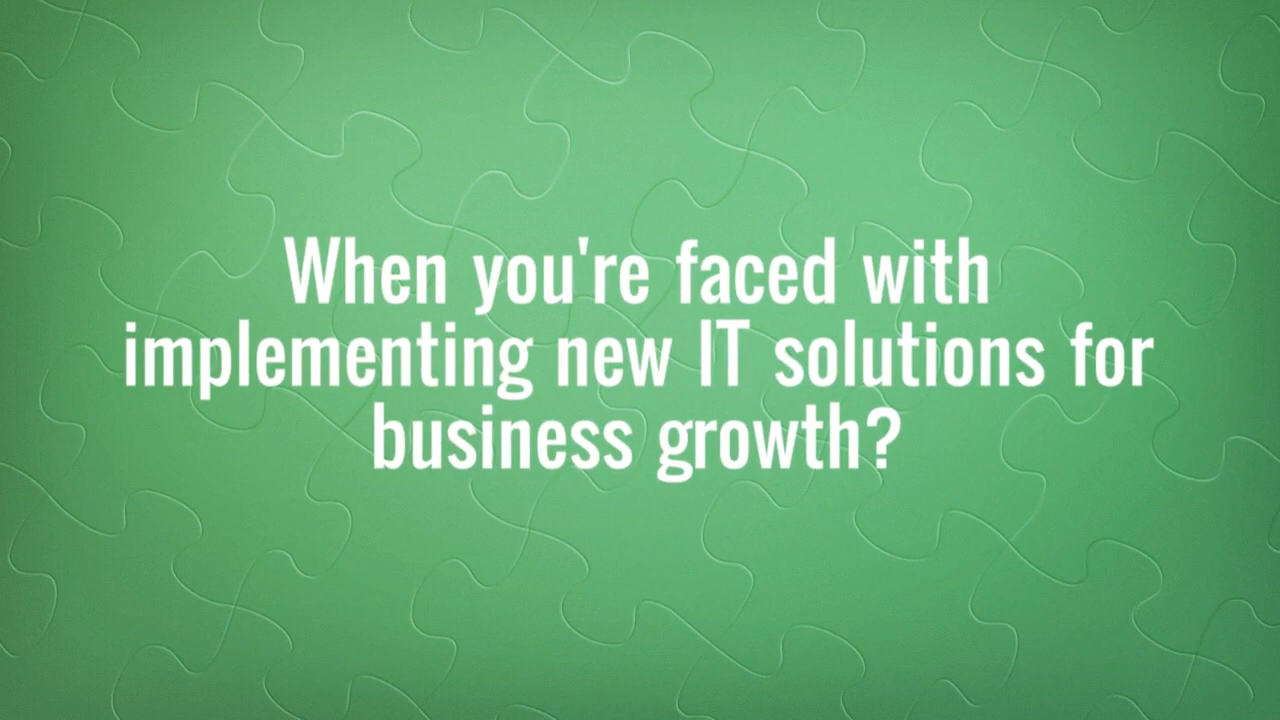 When you're faced with
implementing new IT solutions for
business growth?